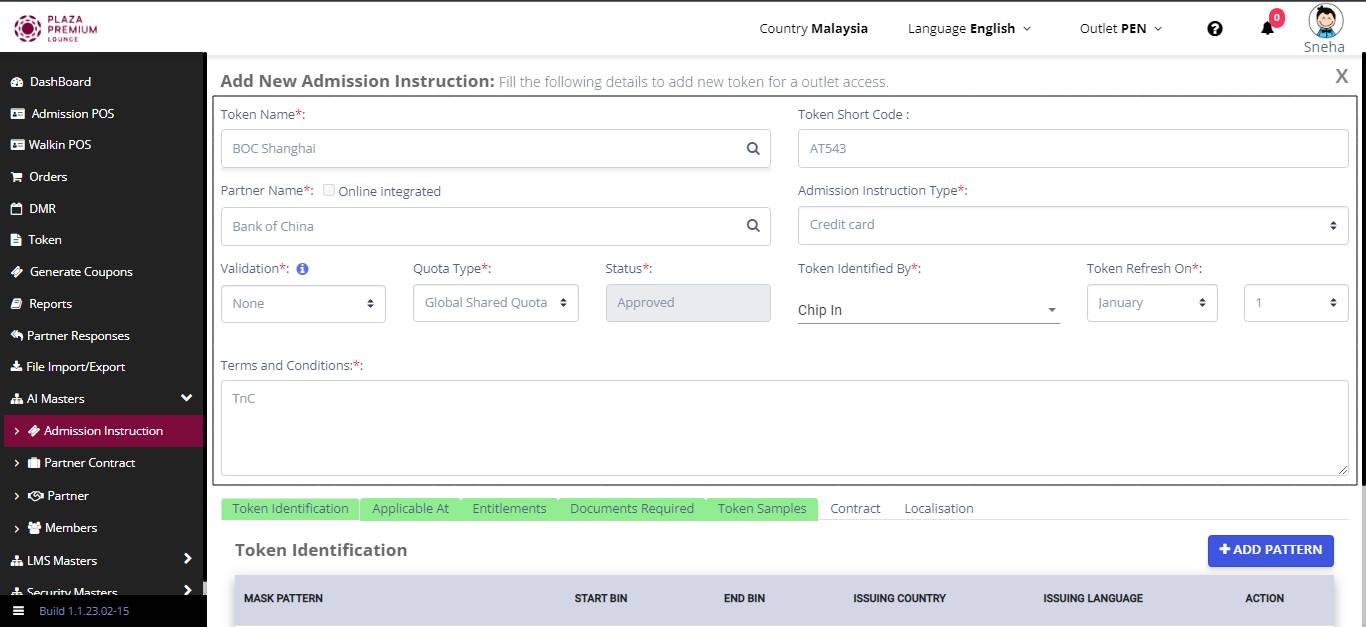 PLAZA
PREMIUM
LOUNGE
Country Malaysia
Language English
Outlet PEN
0
Sneha
DashBoard
Admission POS
Walkin POS
Orders
DMR
Token
Generate Coupons
Reports
Partner Responses
File Import/Export
AI Masters
Admission Instruction
Partner Contract
Partner
Members
LMS Masters
Security Masters
Build 1.1.23.02-15
Add New Admission Instruction: Fill the following details to add new token for a outlet access.
X
Token Name*:
BOC Shanghai
Token Short Code :
AT543
Partner Name*: Online integrated
Bank of China
Admission Instruction Type*:
Credit card
Validation*:
None
Quota Type*:
Global Shared Quota
Status*:
Approved
Token Identified By*:
Chip In
Token Refresh On*:
January
1
Terms and Conditions:*:
TnC
Token Identification Applicable At Entitlements Documents Required Token Samples Contract Localisation
Token Identification
+ ADD PATTERN
MASK PATTERN START BIN END BIN ISSUING COUNTRY ISSUING LANGUAGE ACTION